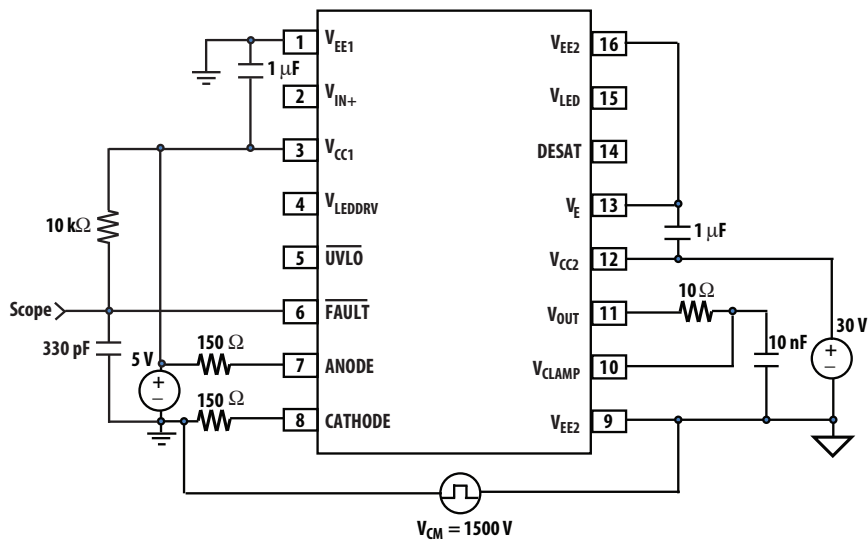 1 V_EE1 V_EE2 16
1 μF
2 V_IN+ V_LED 15
3 V_CC1 DESAT 14
4 V_LEDDRV V_E 13
10 kΩ
1 μF
5 U̅V̅L̅O̅ V_CC2 12
10 Ω
Scope 6 F̅A̅U̅L̅T̅ V_OUT 11
330 pF 150 Ω 30 V
5 V + − 7 ANODE V_CLAMP 10 10 nF + −
150 Ω
8 CATHODE V_EE2 9
V_CM = 1500 V